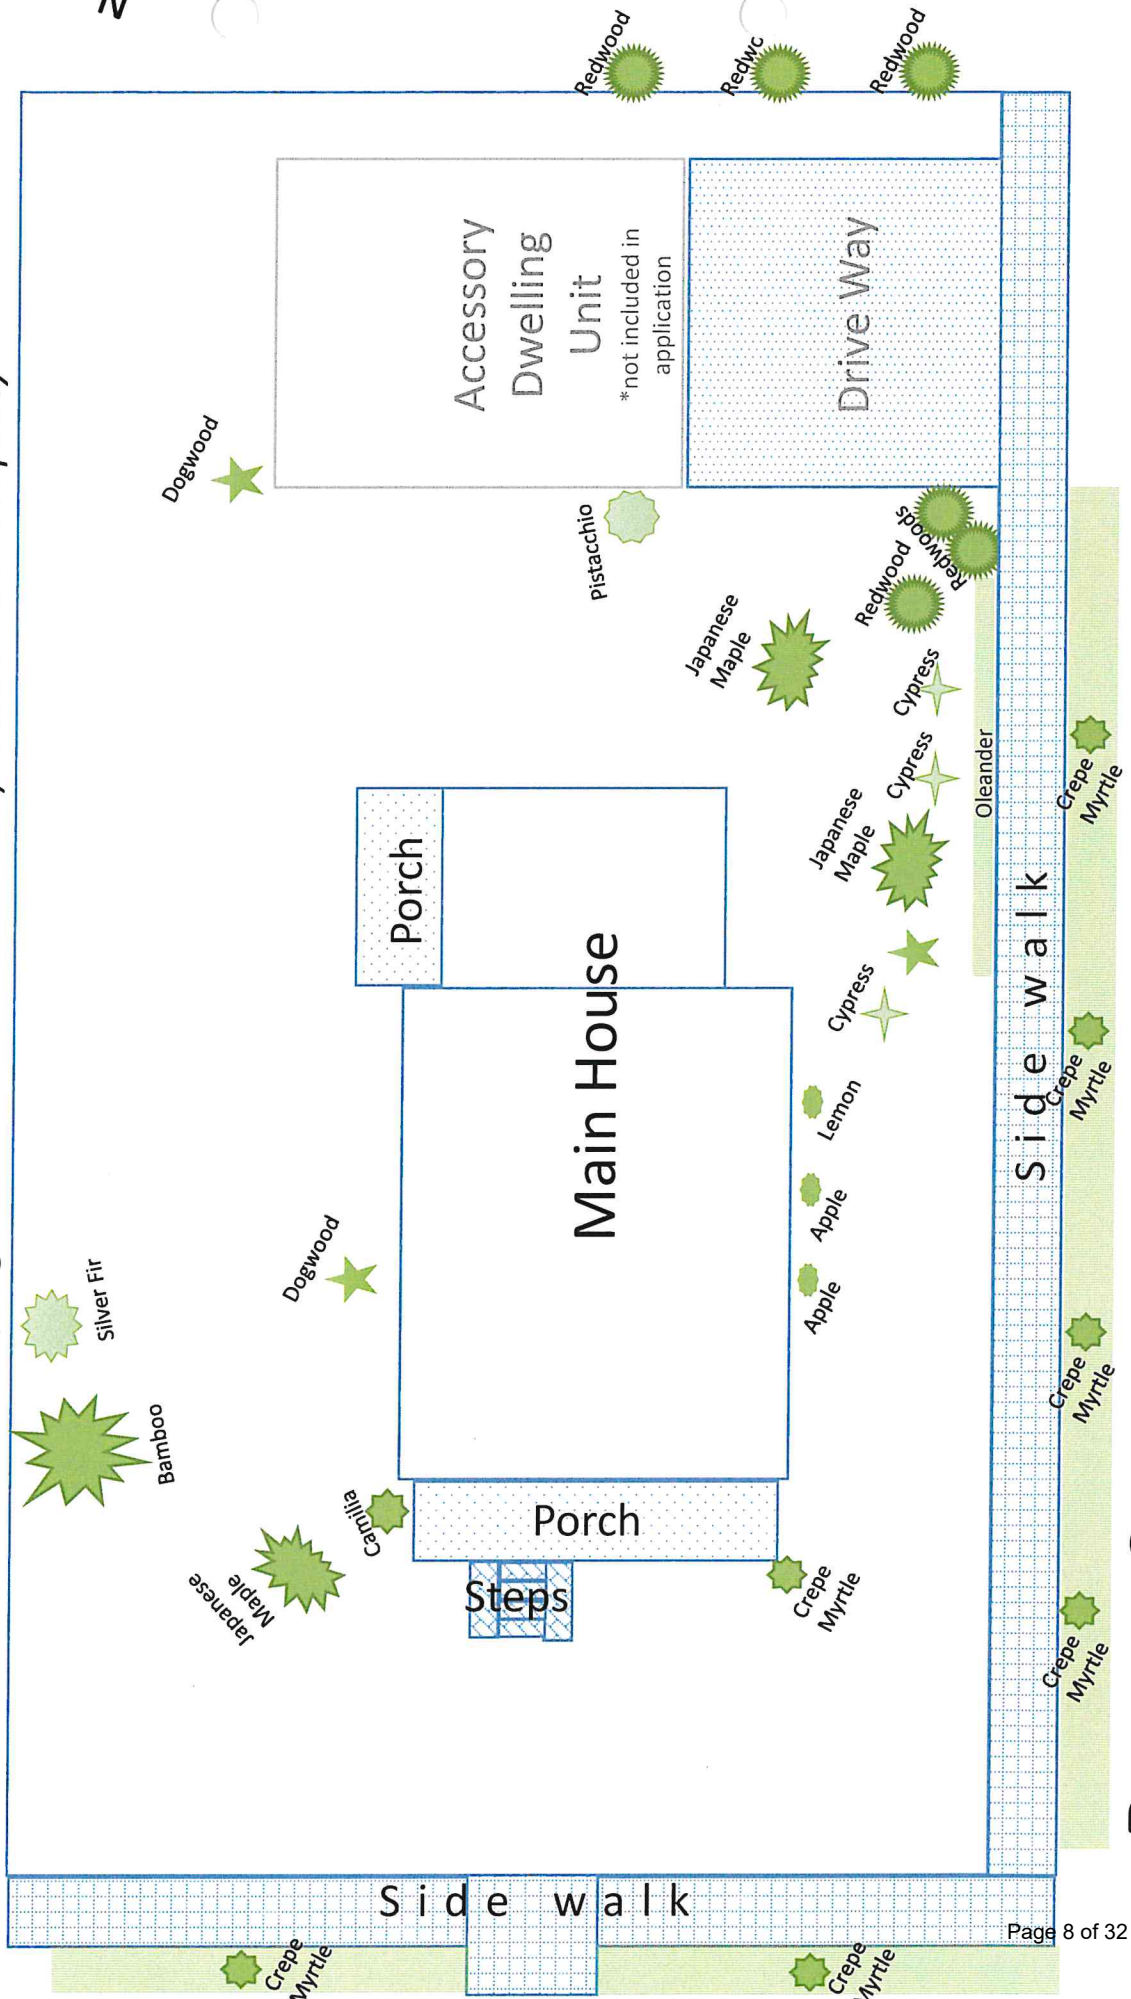 N
Redwood
Redwo
Redwood
Accessory
Dwelling
Unit
*not included in
application
Drive Way
Dogwood
Pistacchio
Redwoods
Redwood
Japanese
Maple
Cypress
Cypress
Oleander
Crepe
Myrtle
Japanese
Maple
Porch
Main House
Cypress
Side walk
Crepe
Myrtle
Lemon
Apple
Apple
Dogwood
Silver Fir
Crepe
Myrtle
Bamboo
Camilia
Porch
Japanese
Maple
Steps
Crepe
Myrtle
Crepe
Myrtle
Side walk
Page 8 of 32
Crepe
Myrtle
Crepe
Myrtle